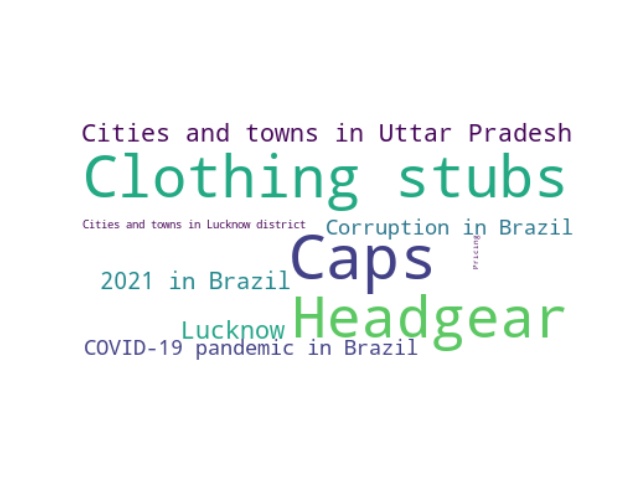 Cities and towns in Uttar Pradesh
Clothing stubs
Cities and towns in Lucknow district
Corruption in Brazil
Caps
Pricing
2021 in Brazil
Headgear
Lucknow
COVID-19 pandemic in Brazil